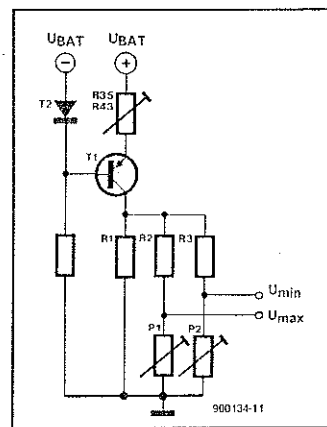 UBAT UBAT
− +
T2
R35
R43
T1
R1 R2 R3
Umin
Umax
P1 P2
900134-11